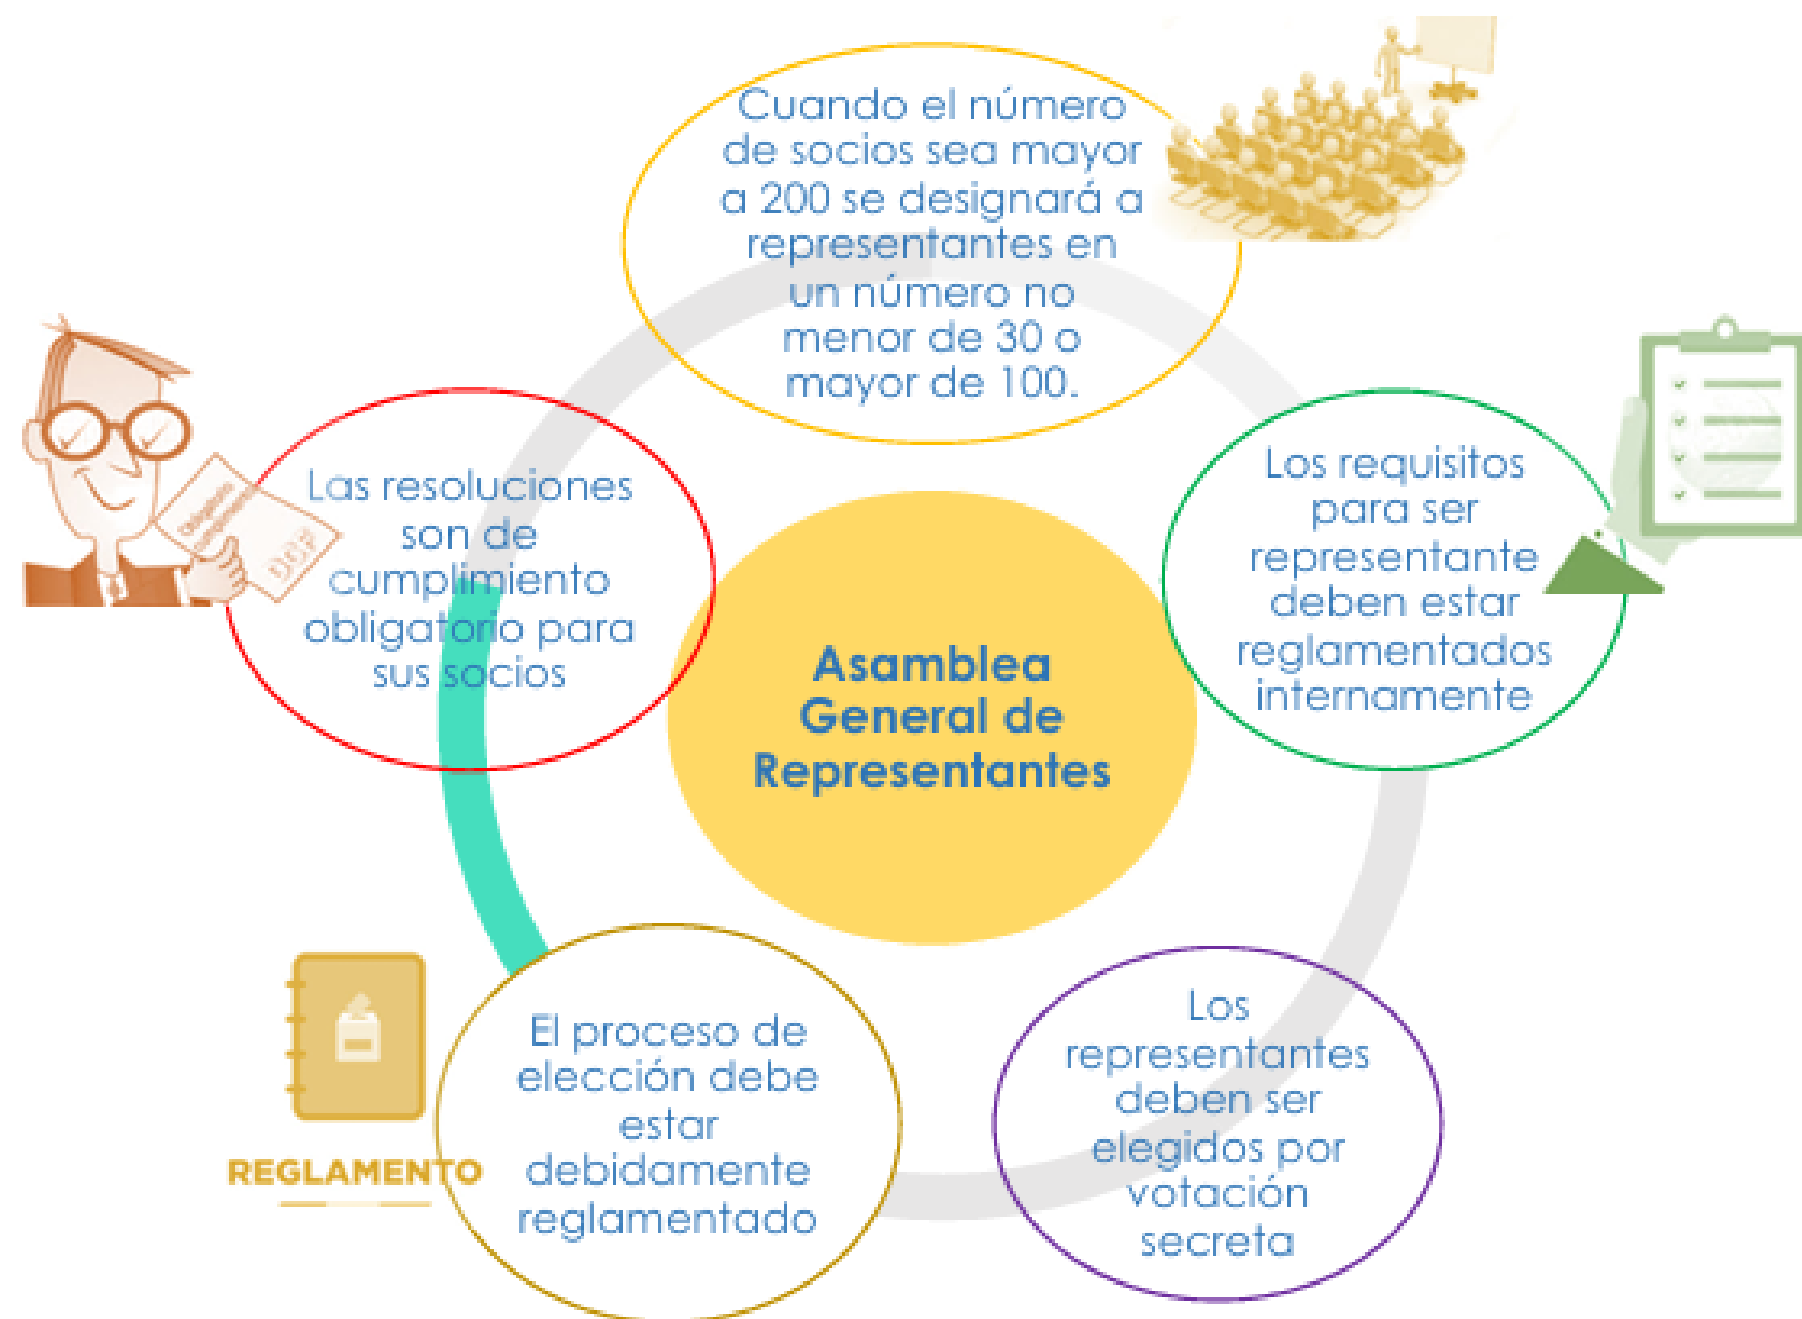 Cuando el número
de socios sea mayor
a 200 se designará a
representantes en
un número no
menor de 30 o
mayor de 100.
Los requisitos
para ser
representante
deben estar
reglamentados
internamente
Los
representantes
deben ser
elegidos por
votación
secreta
El proceso de
elección debe
estar
debidamente
reglamentado
REGLAMENTO
Las resoluciones
son de
cumplimiento
obligatorio para
sus socios
Asamblea
General de
Representantes